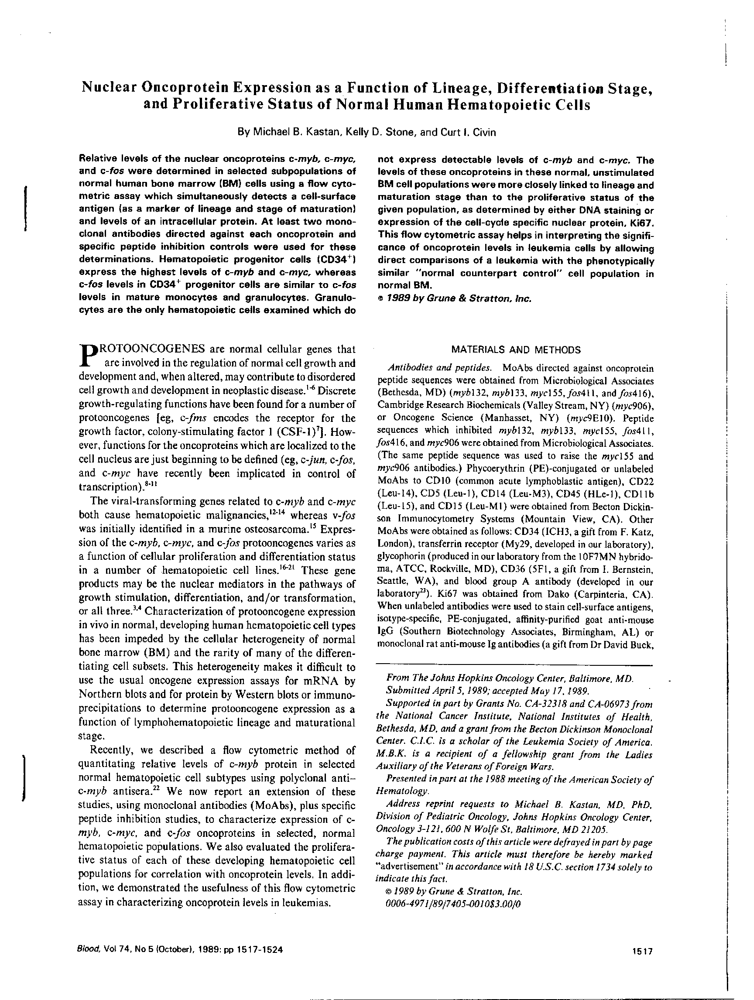 Nuclear Oncoprotein Expression as a Function of Lineage, Differentiation Stage,
and Proliferative Status of Normal Human Hematopoietic Cells
By Michael B. Kastan, Kelly D. Stone, and Curt I. Civin
Relative levels of the nuclear oncoproteins c-myb, c-myc,
and c-fos were determined in selected subpopulations of
normal human bone marrow (BM) cells using a flow cyto-
metric assay which simultaneously detects a cell-surface
antigen (as a marker of lineage and stage of maturation)
and levels of an intracellular protein. At least two mono-
clonal antibodies directed against each oncoprotein and
specific peptide inhibition controls were used for these
determinations. Hematopoietic progenitor cells (CD34⁺)
express the highest levels of c-myb and c-myc, whereas
c-fos levels in CD34⁺ progenitor cells are similar to c-fos
levels in mature monocytes and granulocytes. Granulo-
cytes are the only hematopoietic cells examined which do
not express detectable levels of c-myb and c-myc. The
levels of these oncoproteins in these normal, unstimulated
BM cell populations were more closely linked to lineage and
maturation stage than to the proliferative status of the
given population, as determined by either DNA staining or
expression of the cell-cycle specific nuclear protein, Ki67.
This flow cytometric assay helps in interpreting the signifi-
cance of oncoprotein levels in leukemia cells by allowing
direct comparisons of a leukemia with the phenotypically
similar "normal counterpart control" cell population in
normal BM.
© 1989 by Grune & Stratton, Inc.
PROTOONCOGENES are normal cellular genes that
are involved in the regulation of normal cell growth and
development and, when altered, may contribute to disordered
cell growth and development in neoplastic disease.¹⁻⁶ Discrete
growth-regulating functions have been found for a number of
protooncogenes [eg, c-fms encodes the receptor for the
growth factor, colony-stimulating factor 1 (CSF-1)⁷]. How-
ever, functions for the oncoproteins which are localized to the
cell nucleus are just beginning to be defined (eg, c-jun, c-fos,
and c-myc have recently been implicated in control of
transcription).⁸⁻¹¹
The viral-transforming genes related to c-myb and c-myc
both cause hematopoietic malignancies,¹²⁻¹⁴ whereas v-fos
was initially identified in a murine osteosarcoma.¹⁵ Expres-
sion of the c-myb, c-myc, and c-fos protooncogenes varies as
a function of cellular proliferation and differentiation status
in a number of hematopoietic cell lines.¹⁶⁻²¹ These gene
products may be the nuclear mediators in the pathways of
growth stimulation, differentiation, and/or transformation,
or all three.³,⁴ Characterization of protooncogene expression
in vivo in normal, developing human hematopoietic cell types
has been impeded by the cellular heterogeneity of normal
bone marrow (BM) and the rarity of many of the differen-
tiating cell subsets. This heterogeneity makes it difficult to
use the usual oncogene expression assays for mRNA by
Northern blots and for protein by Western blots or immuno-
precipitations to determine protooncogene expression as a
function of lymphohematopoietic lineage and maturational
stage.
Recently, we described a flow cytometric method of
quantitating relative levels of c-myb protein in selected
normal hematopoietic cell subtypes using polyclonal anti–
c-myb antisera.²² We now report an extension of these
studies, using monoclonal antibodies (MoAbs), plus specific
peptide inhibition studies, to characterize expression of c-
myb, c-myc, and c-fos oncoproteins in selected, normal
hematopoietic populations. We also evaluated the prolifera-
tive status of each of these developing hematopoietic cell
populations for correlation with oncoprotein levels. In addi-
tion, we demonstrated the usefulness of this flow cytometric
assay in characterizing oncoprotein levels in leukemias.
MATERIALS AND METHODS
Antibodies and peptides. MoAbs directed against oncoprotein
peptide sequences were obtained from Microbiological Associates
(Bethesda, MD) (myb132, myb133, myc155, fos411, and fos416),
Cambridge Research Biochemicals (Valley Stream, NY) (myc906),
or Oncogene Science (Manhasset, NY) (myc9E10). Peptide
sequences which inhibited myb132, myb133, myc155, fos411,
fos416, and myc906 were obtained from Microbiological Associates.
(The same peptide sequence was used to raise the myc155 and
myc906 antibodies.) Phycoerythrin (PE)-conjugated or unlabeled
MoAbs to CD10 (common acute lymphoblastic antigen), CD22
(Leu-14), CD5 (Leu-1), CD14 (Leu-M3), CD45 (HLe-1), CD11b
(Leu-15), and CD15 (Leu-M1) were obtained from Becton Dickin-
son Immunocytometry Systems (Mountain View, CA). Other
MoAbs were obtained as follows: CD34 (ICH3, a gift from F. Katz,
London), transferrin receptor (My29, developed in our laboratory),
glycophorin (produced in our laboratory from the 10F7MN hybrido-
ma, ATCC, Rockville, MD), CD36 (5F1, a gift from I. Bernstein,
Seattle, WA), and blood group A antibody (developed in our
laboratory²³). Ki67 was obtained from Dako (Carpinteria, CA).
When unlabeled antibodies were used to stain cell-surface antigens,
isotype-specific, PE-conjugated, affinity-purified goat anti-mouse
IgG (Southern Biotechnology Associates, Birmingham, AL) or
monoclonal rat anti-mouse Ig antibodies (a gift from Dr David Buck,
From The Johns Hopkins Oncology Center, Baltimore, MD.
Submitted April 5, 1989; accepted May 17, 1989.
Supported in part by Grants No. CA-32318 and CA-06973 from
the National Cancer Institute, National Institutes of Health,
Bethesda, MD, and a grant from the Becton Dickinson Monoclonal
Center. C.I.C. is a scholar of the Leukemia Society of America.
M.B.K. is a recipient of a fellowship grant from the Ladies
Auxiliary of the Veterans of Foreign Wars.
Presented in part at the 1988 meeting of the American Society of
Hematology.
Address reprint requests to Michael B. Kastan, MD, PhD,
Division of Pediatric Oncology, Johns Hopkins Oncology Center,
Oncology 3-121, 600 N Wolfe St, Baltimore, MD 21205.
The publication costs of this article were defrayed in part by page
charge payment. This article must therefore be hereby marked
"advertisement" in accordance with 18 U.S.C. section 1734 solely to
indicate this fact.
© 1989 by Grune & Stratton, Inc.
0006-4971/89/7405-0010$3.00/0
Blood, Vol 74, No 5 (October), 1989: pp 1517-1524
1517